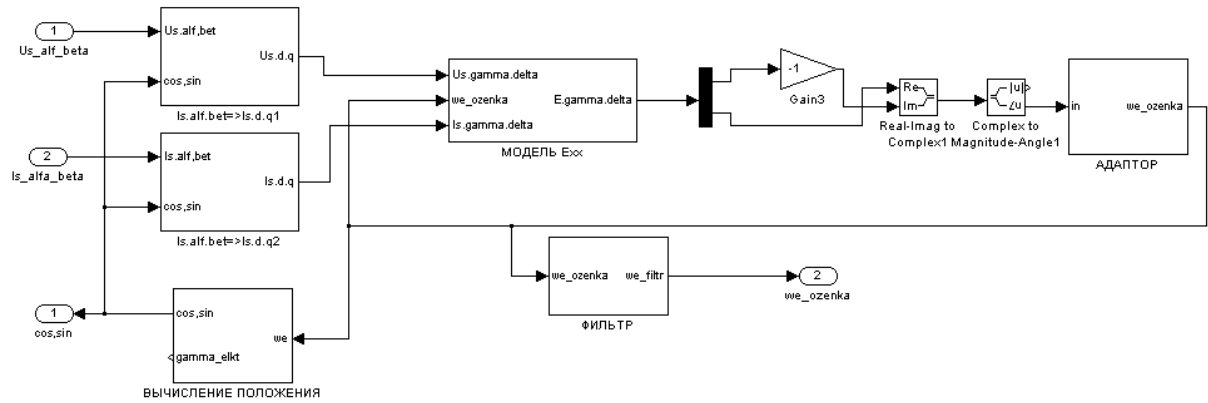 1
Us_alf_beta
Us.alf,bet
Us.d.q
cos,sin
Is.alf.bet=>Is.d.q1
2
Is_alfa_beta
Is.alf,bet
Is.d.q
cos,sin
Is.alf.bet=>Is.d.q2
Us.gamma.delta
we_ozenka
E.gamma.delta
Is.gamma.delta
МОДЕЛЬ Exx
-1
Gain3
Re
Im
Real-Imag to
Complex1
|u|
∠u
Complex to
Magnitude-Angle1
in
we_ozenka
АДАПТОР
we_ozenka
we_filtr
ФИЛЬТР
2
we_ozenka
1
cos,sin
cos,sin
we
gamma_elkt
ВЫЧИСЛЕНИЕ ПОЛОЖЕНИЯ